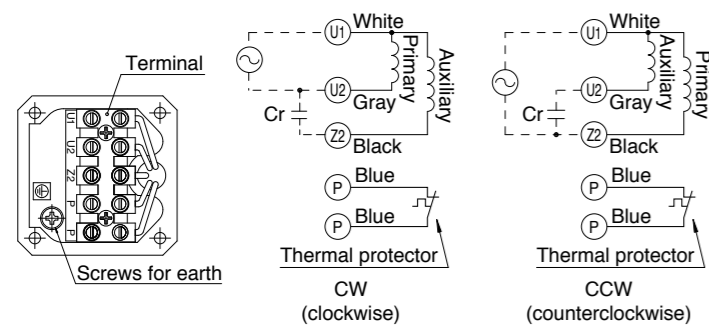 Terminal
U1
U2
Z2
P
P
Screws for earth
U1
White
Primary
Auxiliary
U2
Gray
Cr
Z2
Black
P
Blue
P
Blue
Thermal protector
CW
(clockwise)
U1
White
Auxiliary
Primary
U2
Gray
Cr
Z2
Black
P
Blue
P
Blue
Thermal protector
CCW
(counterclockwise)